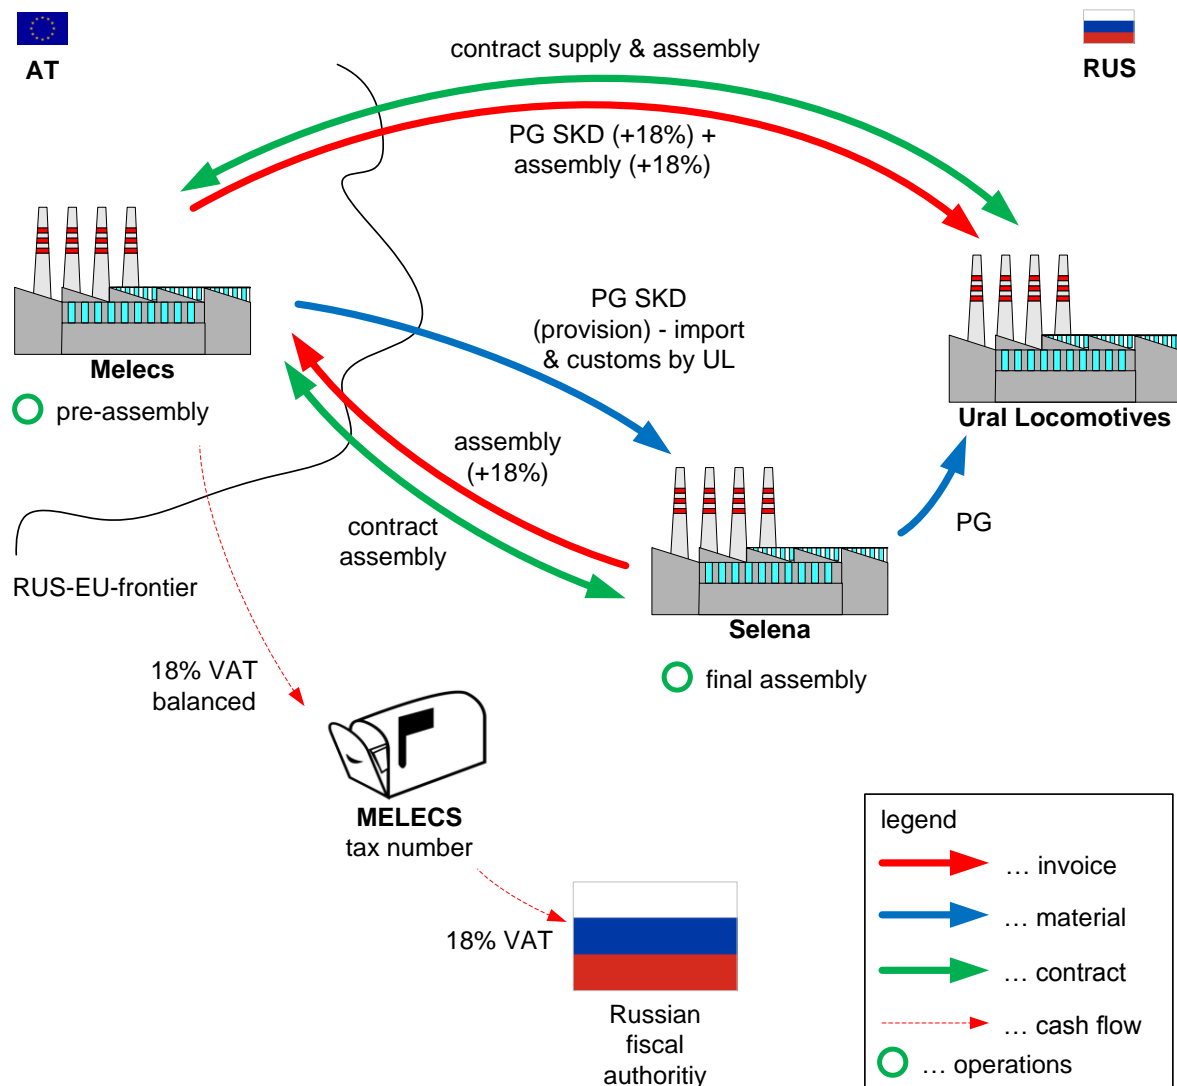 AT
RUS
contract supply & assembly
PG SKD (+18%) +
assembly (+18%)
PG SKD
(provision) - import
& customs by UL
Melecs
pre-assembly
Ural Locomotives
assembly
(+18%)
contract
assembly
PG
RUS-EU-frontier
Selena
final assembly
18% VAT
balanced
MELECS
tax number
18% VAT
Russian
fiscal
authoritiy
legend
... invoice
... material
... contract
... cash flow
... operations